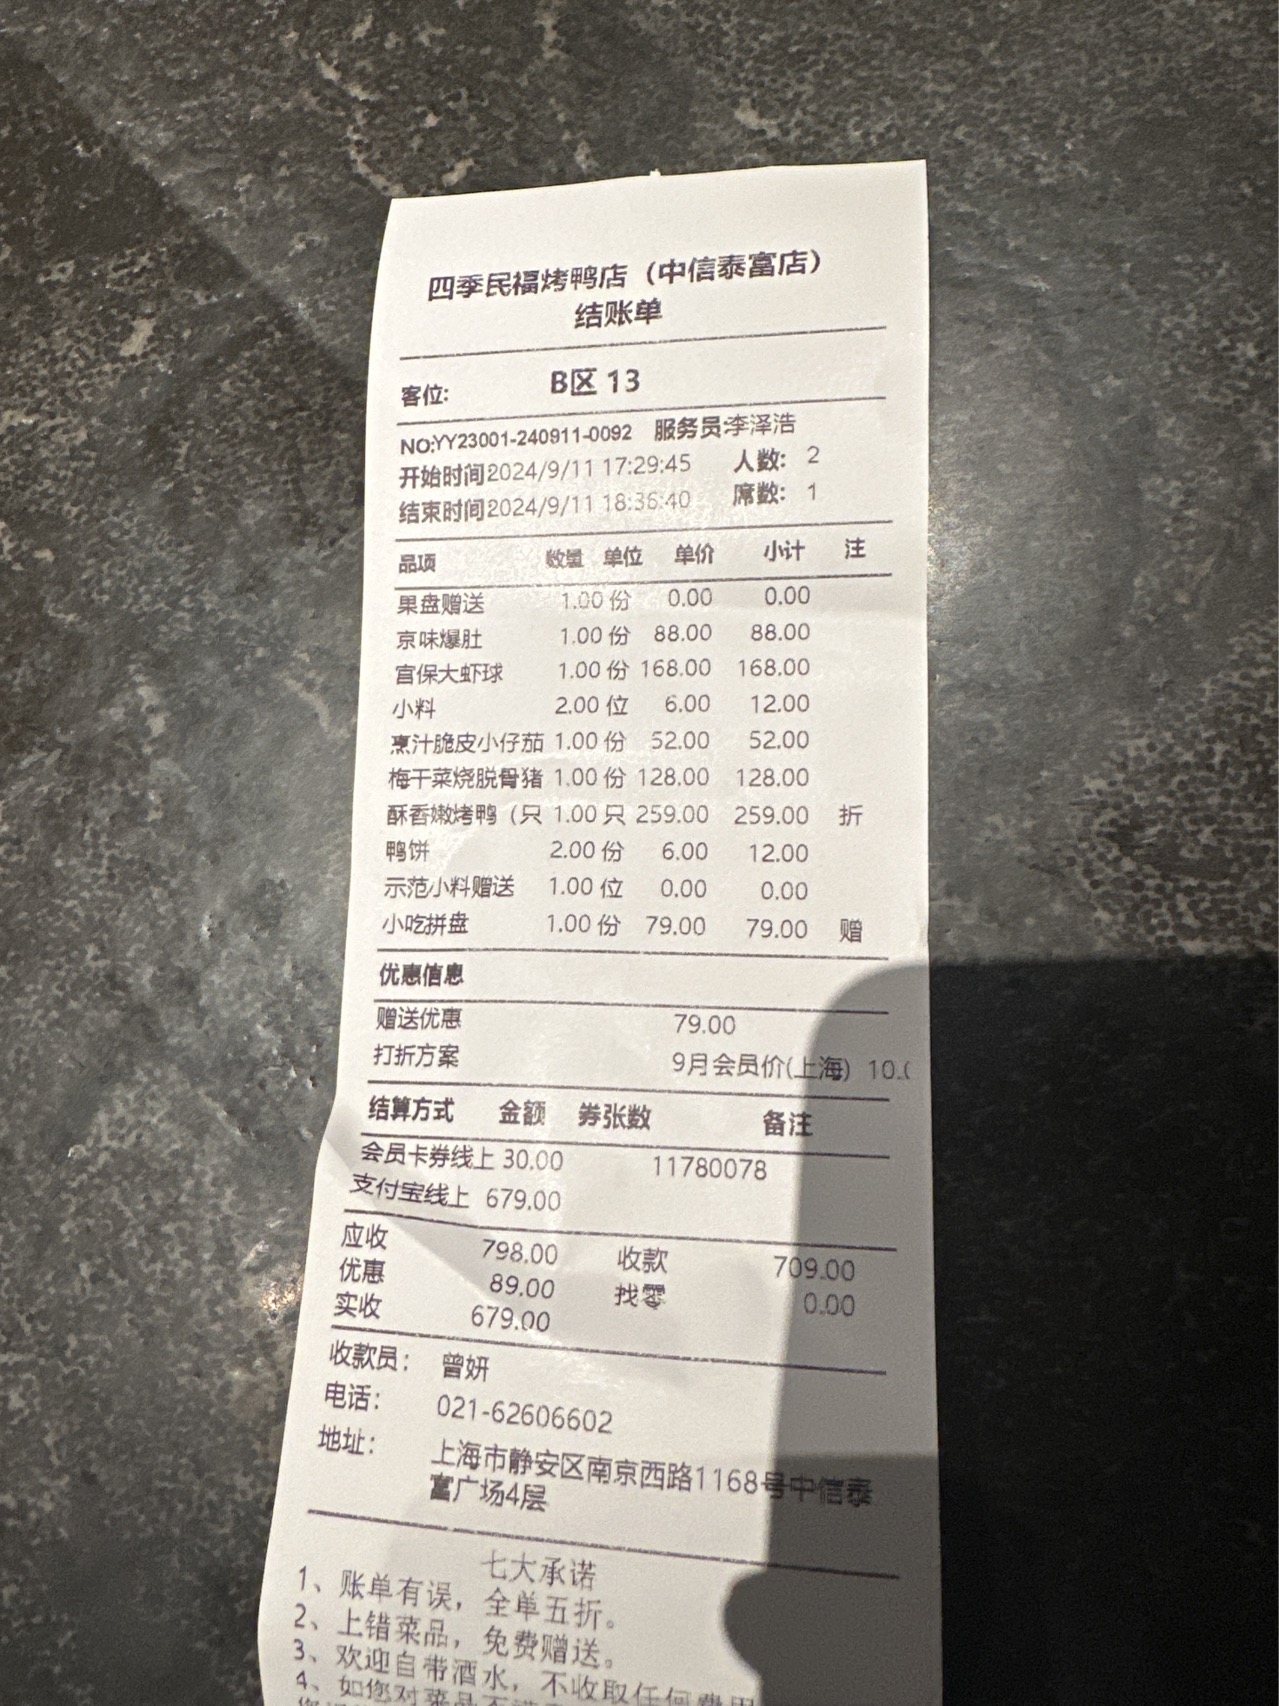 四季民福烤鸭店（中信泰富店）
结账单
客位: B区 13
NO:YY23001-240911-0092 服务员:李泽浩
开始时间2024/9/11 17:29:45 人数: 2
结束时间2024/9/11 18:36:40 席数: 1
品项 数量 单位 单价 小计 注
果盘赠送 1.00 份 0.00 0.00
京味爆肚 1.00 份 88.00 88.00
宫保大虾球 1.00 份 168.00 168.00
小料 2.00 位 6.00 12.00
烹汁脆皮小仔茄 1.00 份 52.00 52.00
梅干菜烧脱骨猪 1.00 份 128.00 128.00
酥香嫩烤鸭（只 1.00 只 259.00 259.00 折
鸭饼 2.00 份 6.00 12.00
示范小料赠送 1.00 位 0.00 0.00
小吃拼盘 1.00 份 79.00 79.00 赠
优惠信息
赠送优惠 79.00
打折方案 9月会员价(上海) 10.0
结算方式 金额 券张数 备注
会员卡券线上 30.00 11780078
支付宝线上 679.00
应收 798.00 收款 709.00
优惠 89.00 找零 0.00
实收 679.00
收款员: 曾妍
电话: 021-62606602
地址: 上海市静安区南京西路1168号中信泰
富广场4层
七大承诺
1、账单有误，全单五折。
2、上错菜品，免费赠送。
3、欢迎自带酒水，不收取任何费用
4、如您对菜品不满